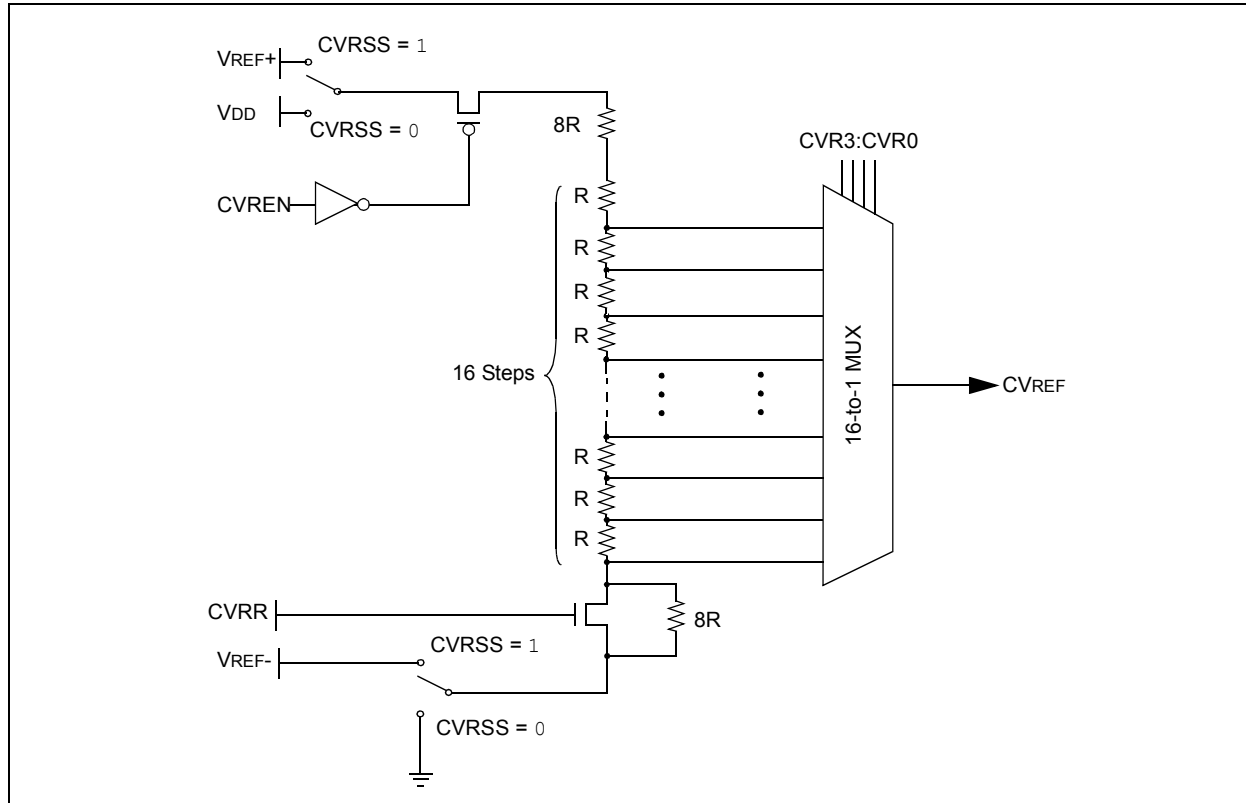 CVRSS = 1
VREF+
VDD
CVRSS = 0
8R
CVR3:CVR0
CVREN
R
R
R
R
16 Steps
16-to-1 MUX
CVREF
R
R
R
CVRR
8R
CVRSS = 1
VREF-
CVRSS = 0